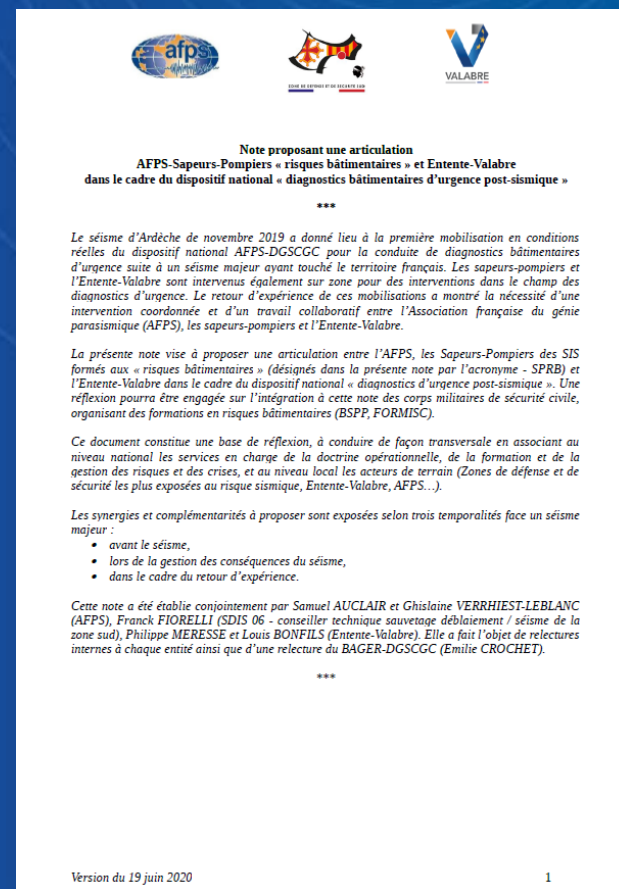 afps
ZONE DE DEFENSE ET DE SECURITE SUD
VALABRE
Note proposant une articulation
AFPS-Sapeurs-Pompiers « risques bâtimentaires » et Entente-Valabre
dans le cadre du dispositif national « diagnostics bâtimentaires d'urgence post-sismique »
***
Le séisme d'Ardèche de novembre 2019 a donné lieu à la première mobilisation en conditions
réelles du dispositif national AFPS-DGSCGC pour la conduite de diagnostics bâtimentaires
d'urgence suite à un séisme majeur ayant touché le territoire français. Les sapeurs-pompiers et
l'Entente-Valabre sont intervenus également sur zone pour des interventions dans le champ des
diagnostics d'urgence. Le retour d'expérience de ces mobilisations a montré la nécessité d'une
intervention coordonnée et d'un travail collaboratif entre l'Association française du génie
parasismique (AFPS), les sapeurs-pompiers et l'Entente-Valabre.
La présente note vise à proposer une articulation entre l'AFPS, les Sapeurs-Pompiers des SIS
formés aux « risques bâtimentaires » (désignés dans la présente note par l'acronyme - SPRB) et
l'Entente-Valabre dans le cadre du dispositif national « diagnostics d'urgence post-sismique ». Une
réflexion pourra être engagée sur l'intégration à cette note des corps militaires de sécurité civile,
organisant des formations en risques bâtimentaires (BSPP, FORMISC).
Ce document constitue une base de réflexion, à conduire de façon transversale en associant au
niveau national les services en charge de la doctrine opérationnelle, de la formation et de la
gestion des risques et des crises, et au niveau local les acteurs de terrain (Zones de défense et de
sécurité les plus exposées au risque sismique, Entente-Valabre, AFPS…).
Les synergies et complémentarités à proposer sont exposées selon trois temporalités face un séisme
majeur :
• avant le séisme,
• lors de la gestion des conséquences du séisme,
• dans le cadre du retour d'expérience.
Cette note a été établie conjointement par Samuel AUCLAIR et Ghislaine VERRHIEST-LEBLANC
(AFPS), Franck FIORELLI (SDIS 06 - conseiller technique sauvetage déblaiement / séisme de la
zone sud), Philippe MERESSE et Louis BONFILS (Entente-Valabre). Elle a fait l'objet de relectures
internes à chaque entité ainsi que d'une relecture du BAGER-DGSCGC (Emilie CROCHET).
***
Version du 19 juin 2020 1